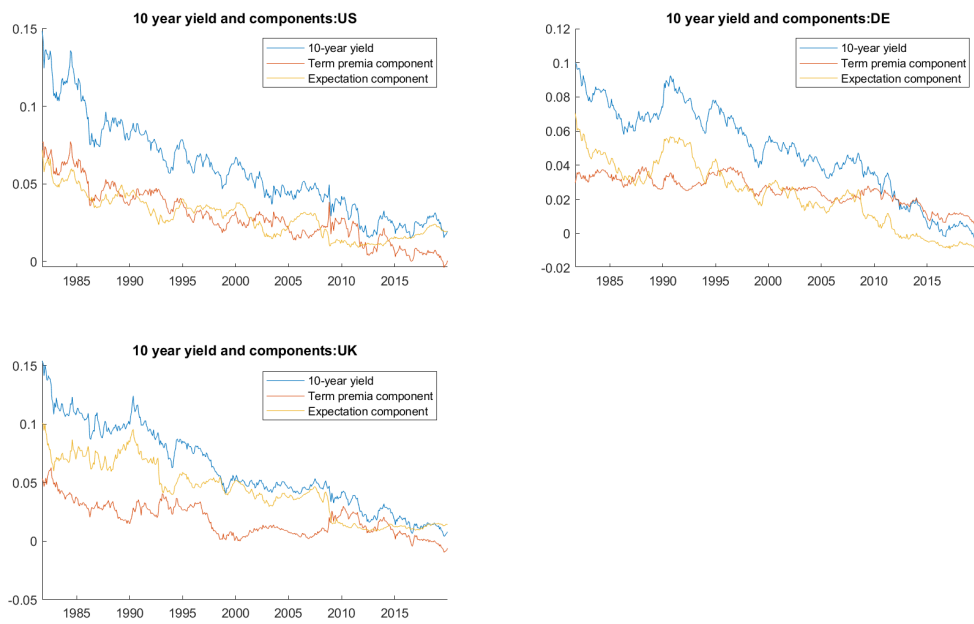 10 year yield and components:US
0.15
0.1
0.05
0
1985 1990 1995 2000 2005 2010 2015
10-year yield
Term premia component
Expectation component
10 year yield and components:DE
0.12
0.1
0.08
0.06
0.04
0.02
0
-0.02
1985 1990 1995 2000 2005 2010 2015
10-year yield
Term premia component
Expectation component
10 year yield and components:UK
0.15
0.1
0.05
0
-0.05
1985 1990 1995 2000 2005 2010 2015
10-year yield
Term premia component
Expectation component